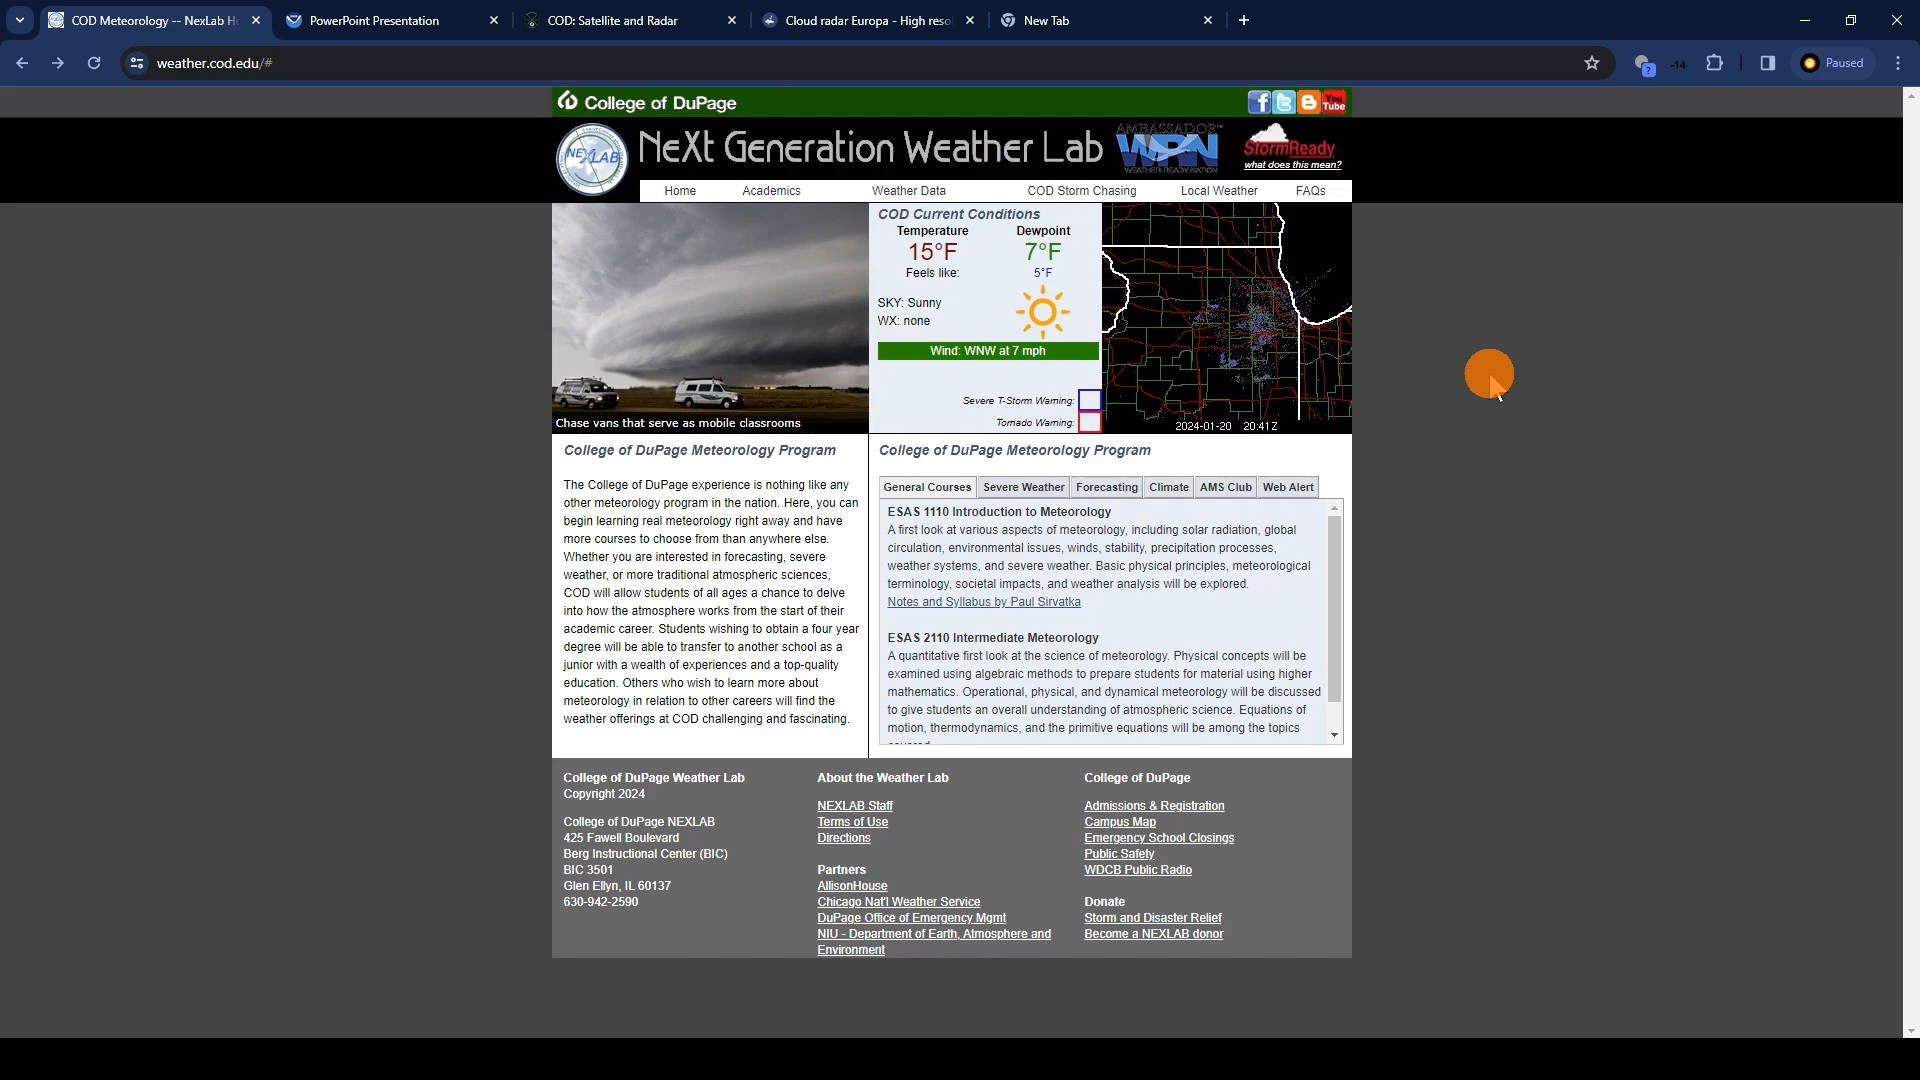 COD Meteorology -- NexLab H
PowerPoint Presentation
COD: Satellite and Radar
Cloud radar Europa - High reso
New Tab
weather.cod.edu/#
-14
Paused
College of DuPage
You
Tube
NEXLAB
NeXt Generation Weather Lab
AMBASSADOR™
WRN
WEATHER-READY NATION
StormReady
what does this mean?
Home
Academics
Weather Data
COD Storm Chasing
Local Weather
FAQs
Chase vans that serve as mobile classrooms
COD Current Conditions
Temperature
Dewpoint
15°F
7°F
Feels like:
5°F
SKY: Sunny
WX: none
Wind: WNW at 7 mph
Severe T-Storm Warning:
Tornado Warning:
2024-01-20 20:41Z
College of DuPage Meteorology Program
The College of DuPage experience is nothing like any
other meteorology program in the nation. Here, you can
begin learning real meteorology right away and have
more courses to choose from than anywhere else.
Whether you are interested in forecasting, severe
weather, or more traditional atmospheric sciences,
COD will allow students of all ages a chance to delve
into how the atmosphere works from the start of their
academic career. Students wishing to obtain a four year
degree will be able to transfer to another school as a
junior with a wealth of experiences and a top-quality
education. Others who wish to learn more about
meteorology in relation to other careers will find the
weather offerings at COD challenging and fascinating.
College of DuPage Meteorology Program
General Courses
Severe Weather
Forecasting
Climate
AMS Club
Web Alert
ESAS 1110 Introduction to Meteorology
A first look at various aspects of meteorology, including solar radiation, global
circulation, environmental issues, winds, stability, precipitation processes,
weather systems, and severe weather. Basic physical principles, meteorological
terminology, societal impacts, and weather analysis will be explored.
Notes and Syllabus by Paul Sirvatka
ESAS 2110 Intermediate Meteorology
A quantitative first look at the science of meteorology. Physical concepts will be
examined using algebraic methods to prepare students for material using higher
mathematics. Operational, physical, and dynamical meteorology will be discussed
to give students an overall understanding of atmospheric science. Equations of
motion, thermodynamics, and the primitive equations will be among the topics
College of DuPage Weather Lab
Copyright 2024
College of DuPage NEXLAB
425 Fawell Boulevard
Berg Instructional Center (BIC)
BIC 3501
Glen Ellyn, IL 60137
630-942-2590
About the Weather Lab
NEXLAB Staff
Terms of Use
Directions
Partners
AllisonHouse
Chicago Nat'l Weather Service
DuPage Office of Emergency Mgmt
NIU - Department of Earth, Atmosphere and
Environment
College of DuPage
Admissions & Registration
Campus Map
Emergency School Closings
Public Safety
WDCB Public Radio
Donate
Storm and Disaster Relief
Become a NEXLAB donor